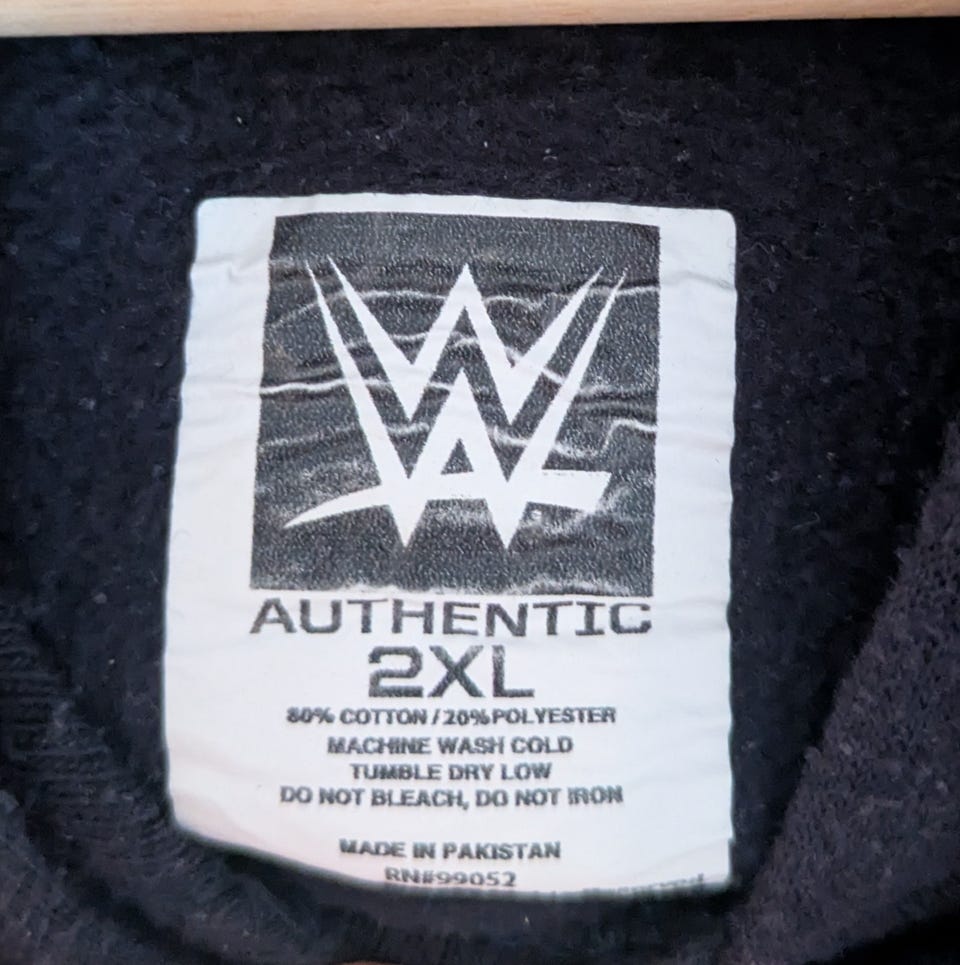 W
AUTHENTIC
2XL
80% COTTON / 20% POLYESTER
MACHINE WASH COLD
TUMBLE DRY LOW
DO NOT BLEACH, DO NOT IRON
MADE IN PAKISTAN
RN#99052